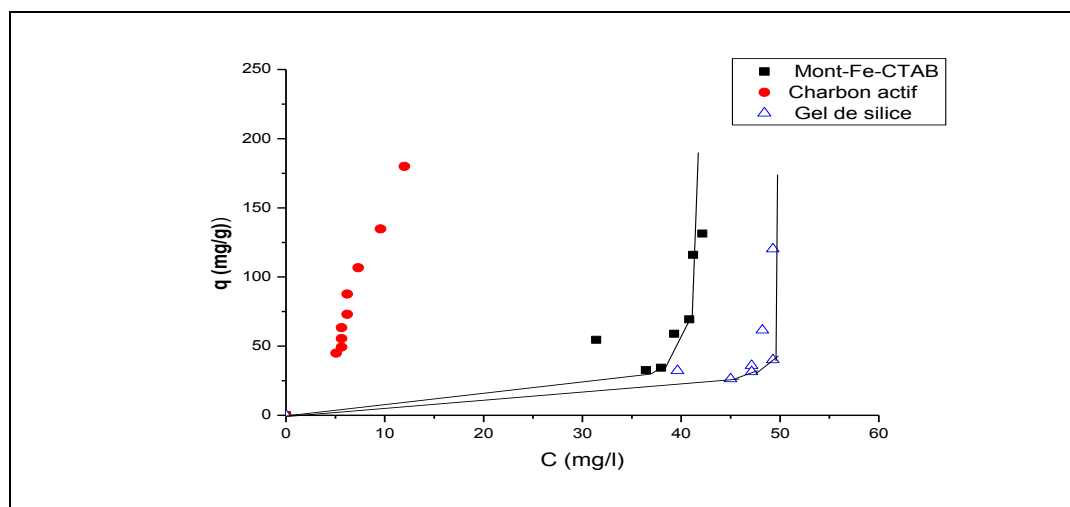 Mont-Fe-CTAB
Charbon actif
Gel de silice
250
200
150
100
50
0
q (mg/g))
0 10 20 30 40 50 60
C (mg/l)